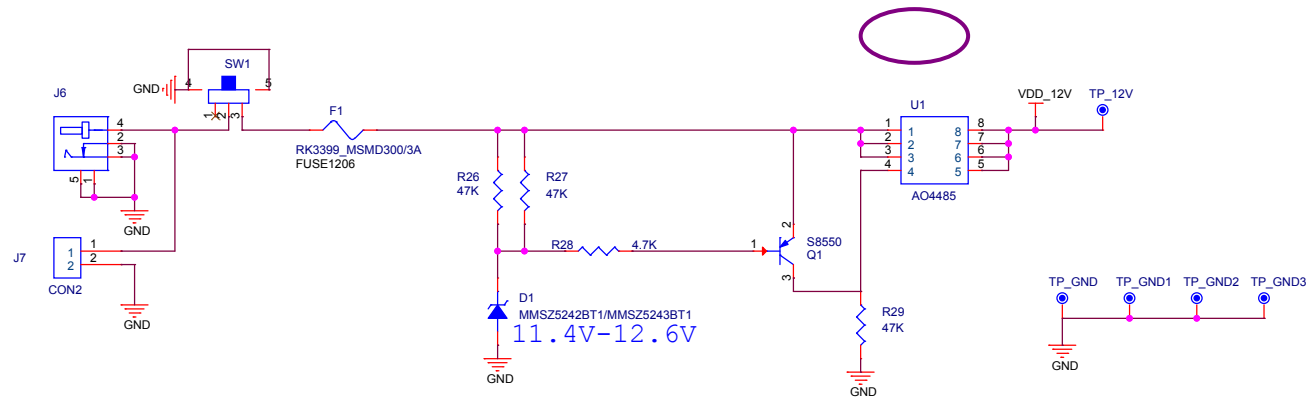 SW1
4
5
GND
1
2
3
J6
4
2
3
5
1
GND
F1
RK3399_MSMD300/3A
FUSE1206
R26
47K
R27
47K
R28
4.7K
1
2
3
S8550
Q1
U1
1
2
3
4
1
2
3
4
8
7
6
5
8
7
6
5
AO4485
VDD_12V
TP_12V
J7
1
2
1
2
CON2
GND
D1
MMSZ5242BT1/MMSZ5243BT1
11.4V-12.6V
GND
R29
47K
GND
TP_GND
TP_GND1
TP_GND2
TP_GND3
GND